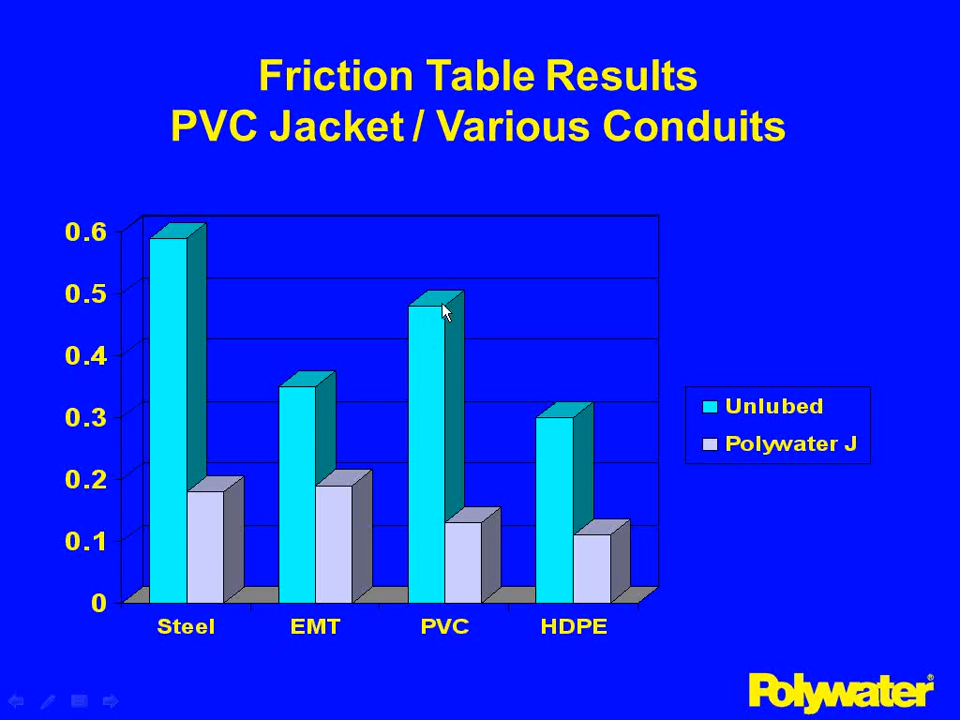 Friction Table Results
PVC Jacket / Various Conduits
0.6
0.5
0.4
0.3
0.2
0.1
0
Steel EMT PVC HDPE
Unlubed
Polywater J
Polywater®